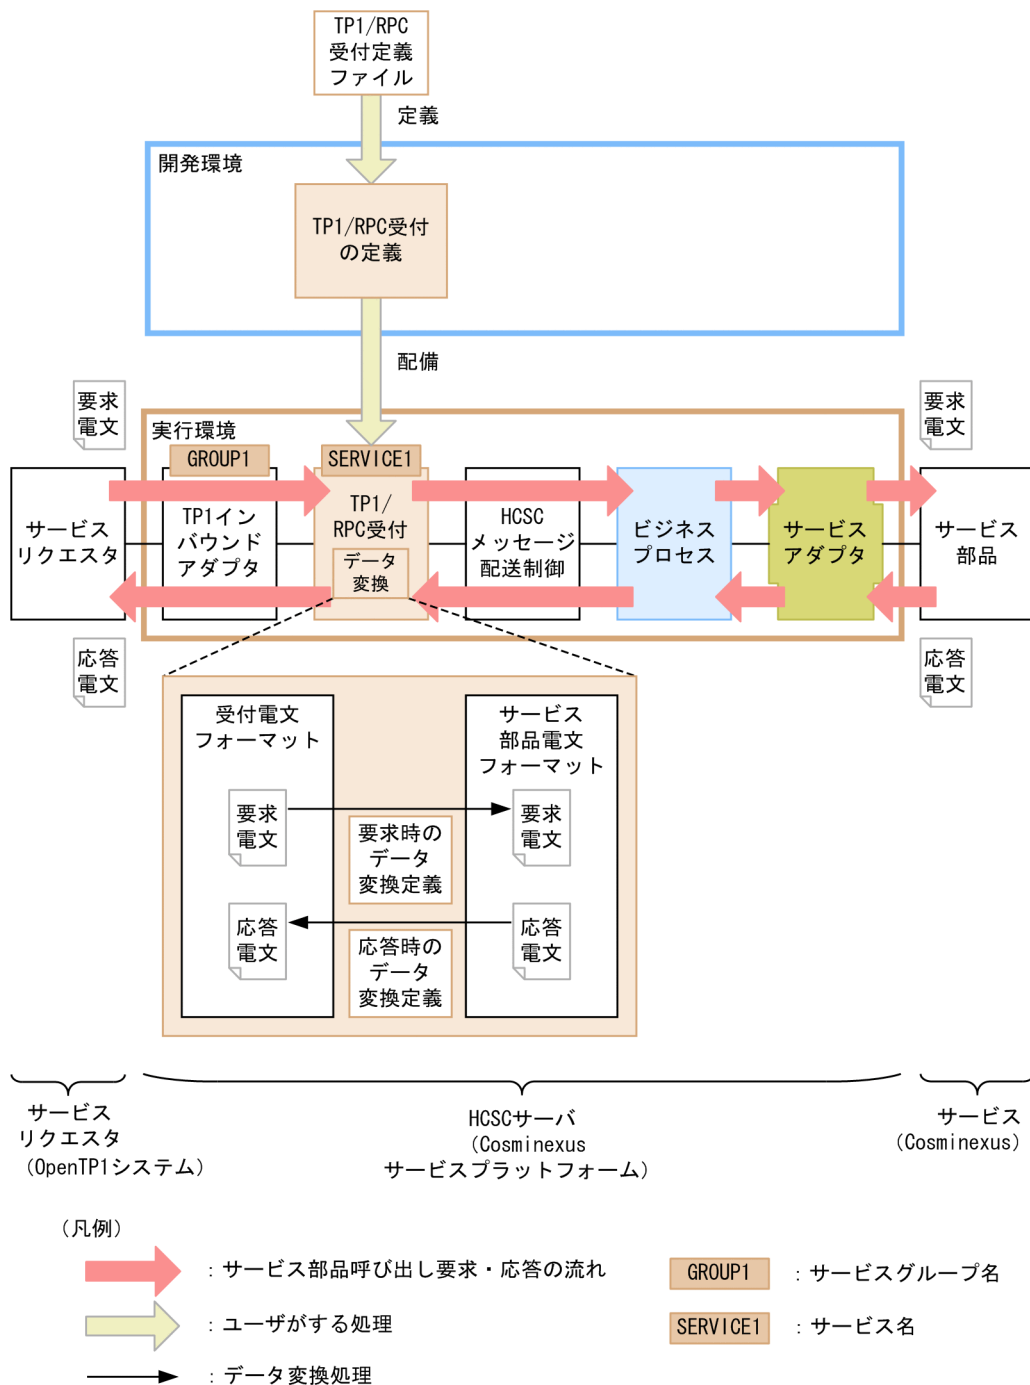 TP1/RPC
受付定義
ファイル
定義
開発環境
TP1/RPC受付
の定義
配備
要求
電文
要求
電文
実行環境
GROUP1
SERVICE1
サービス
リクエスタ
TP1イン
バウンド
アダプタ
TP1/
RPC受付
データ
変換
HCSC
メッセージ
配送制御
ビジネス
プロセス
サービス
アダプタ
サービス
部品
応答
電文
応答
電文
受付電文
フォーマット
サービス
部品電文
フォーマット
要求
電文
要求
電文
要求時の
データ
変換定義
応答
電文
応答
電文
応答時の
データ
変換定義
サービス
リクエスタ
（OpenTP1システム）
HCSCサーバ
（Cosminexus
サービスプラットフォーム）
サービス
（Cosminexus）
（凡例）
：サービス部品呼び出し要求・応答の流れ
GROUP1 ：サービスグループ名
：ユーザがする処理
SERVICE1 ：サービス名
：データ変換処理